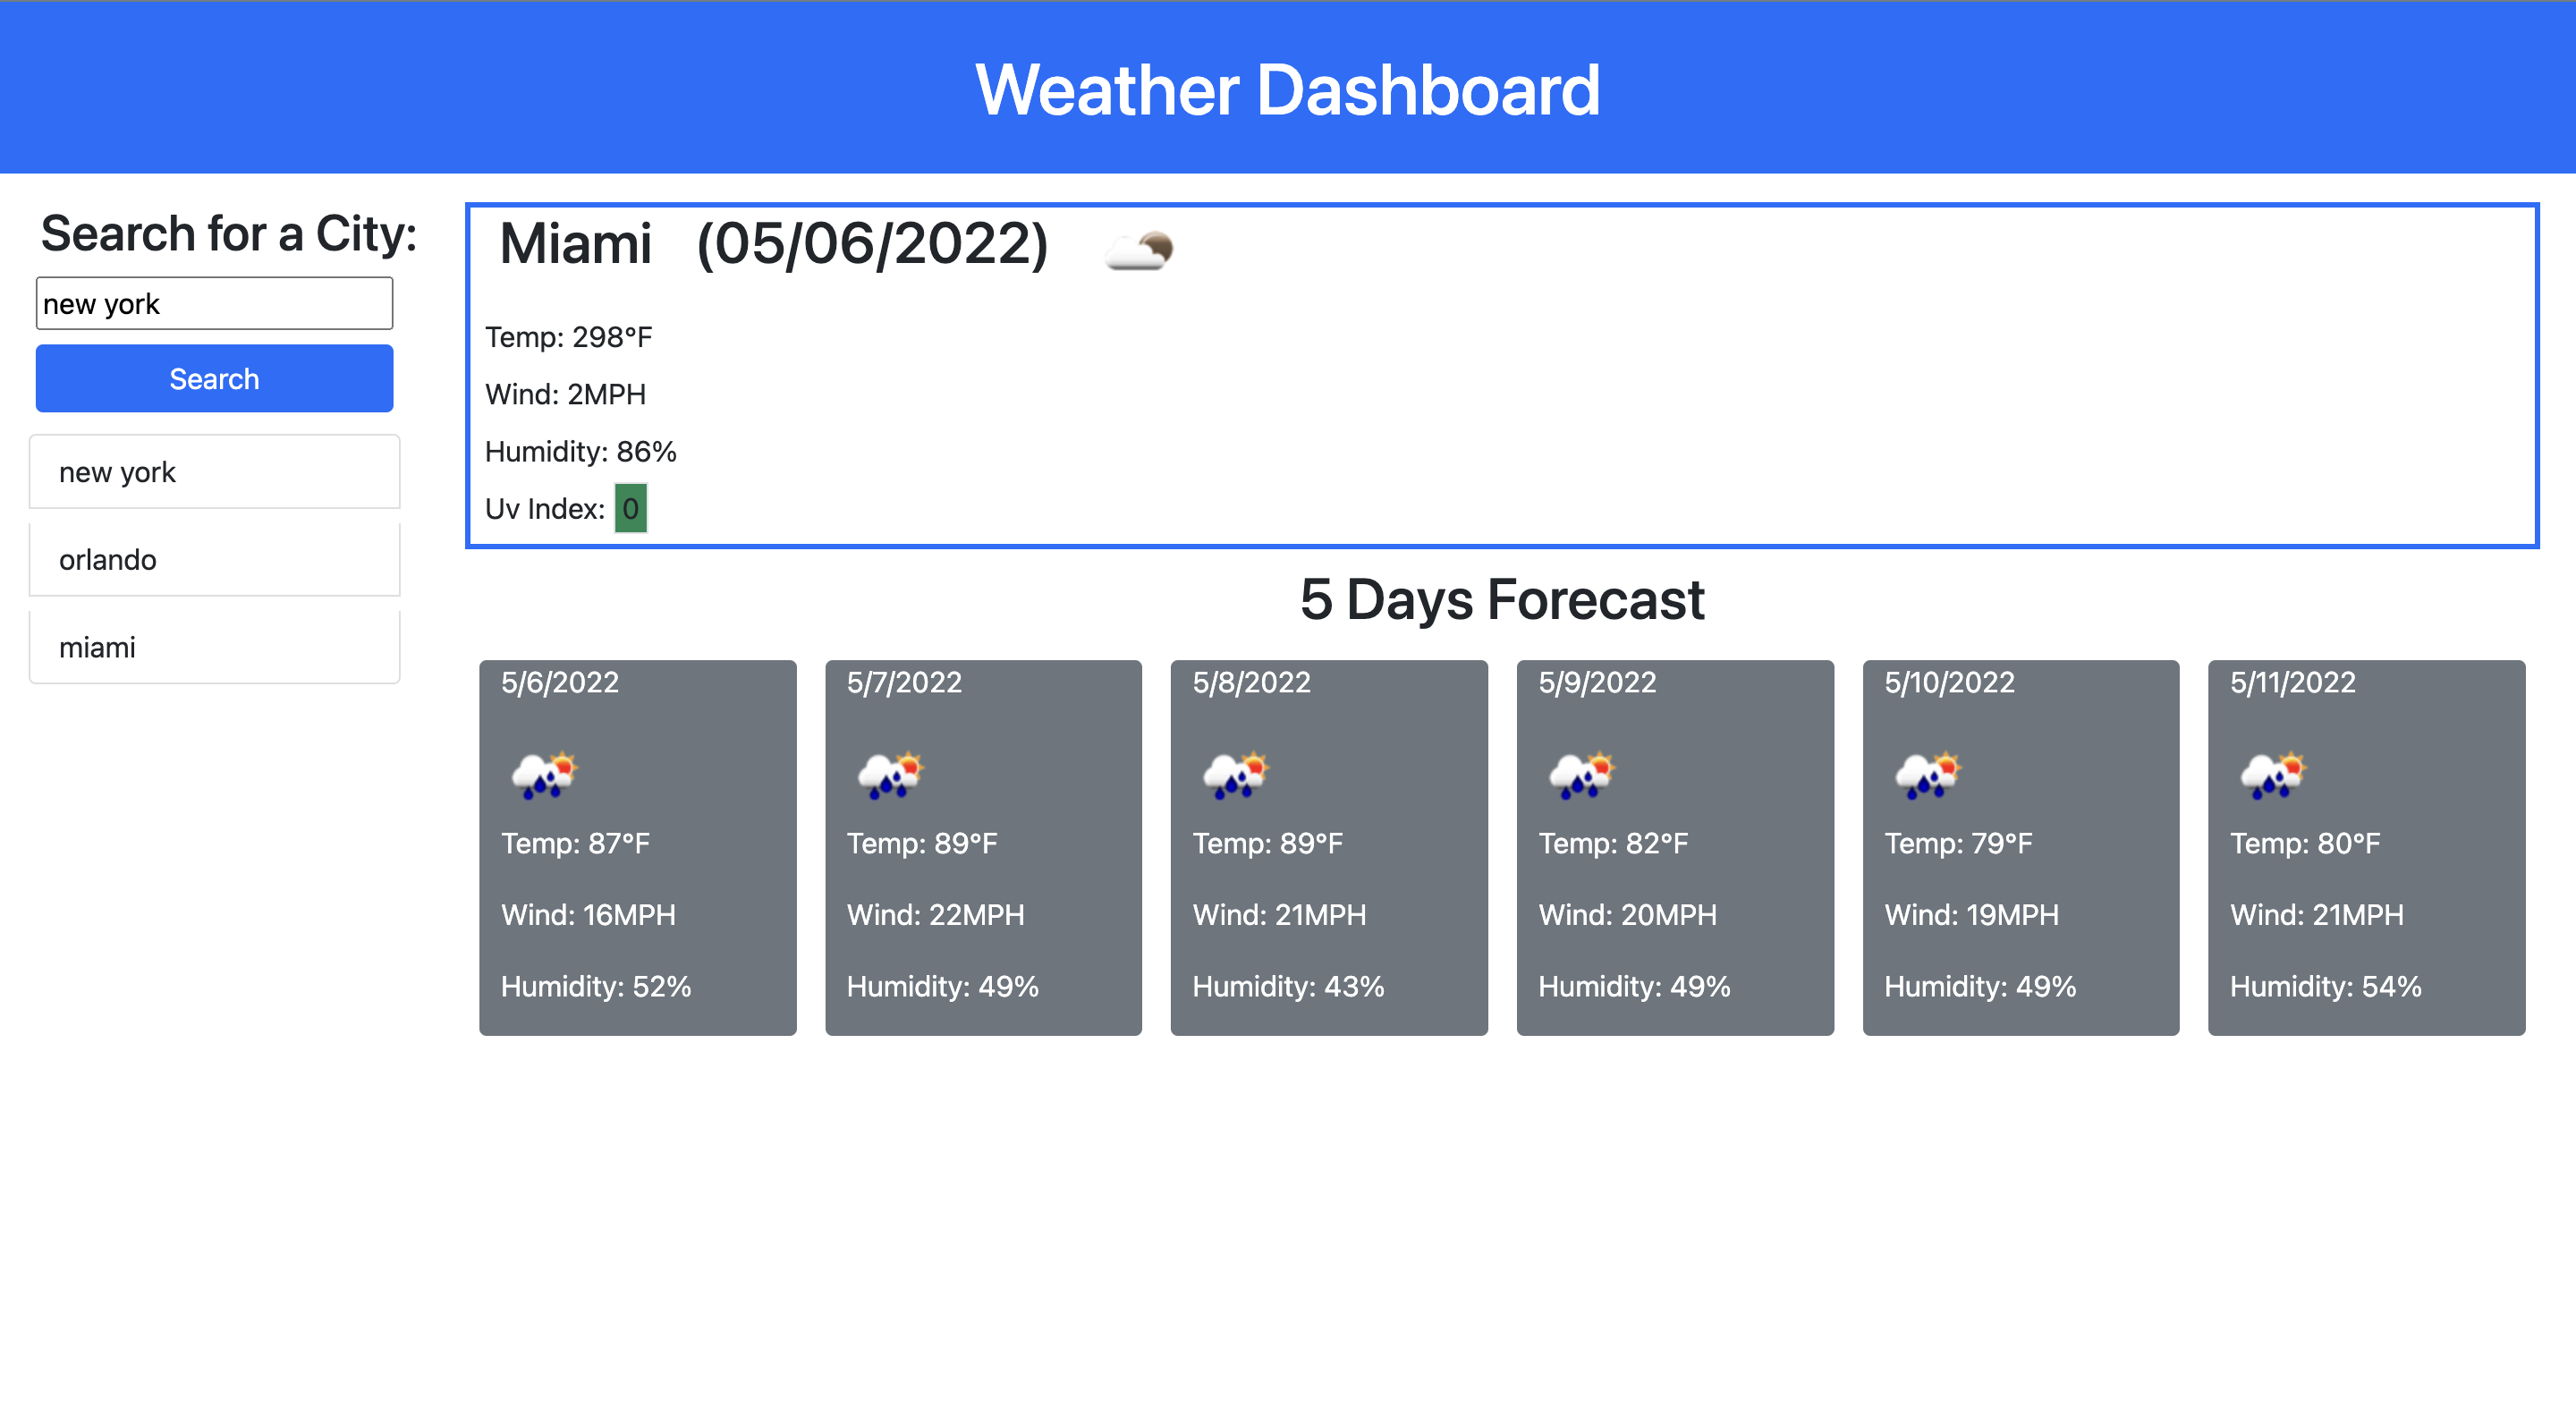 Weather Dashboard
Search for a City:
new york
Search
new york
orlando
miami
Miami (05/06/2022)
Temp: 298°F
Wind: 2MPH
Humidity: 86%
Uv Index: 0
5 Days Forecast
5/6/2022
Temp: 87°F
Wind: 16MPH
Humidity: 52%
5/7/2022
Temp: 89°F
Wind: 22MPH
Humidity: 49%
5/8/2022
Temp: 89°F
Wind: 21MPH
Humidity: 43%
5/9/2022
Temp: 82°F
Wind: 20MPH
Humidity: 49%
5/10/2022
Temp: 79°F
Wind: 19MPH
Humidity: 49%
5/11/2022
Temp: 80°F
Wind: 21MPH
Humidity: 54%